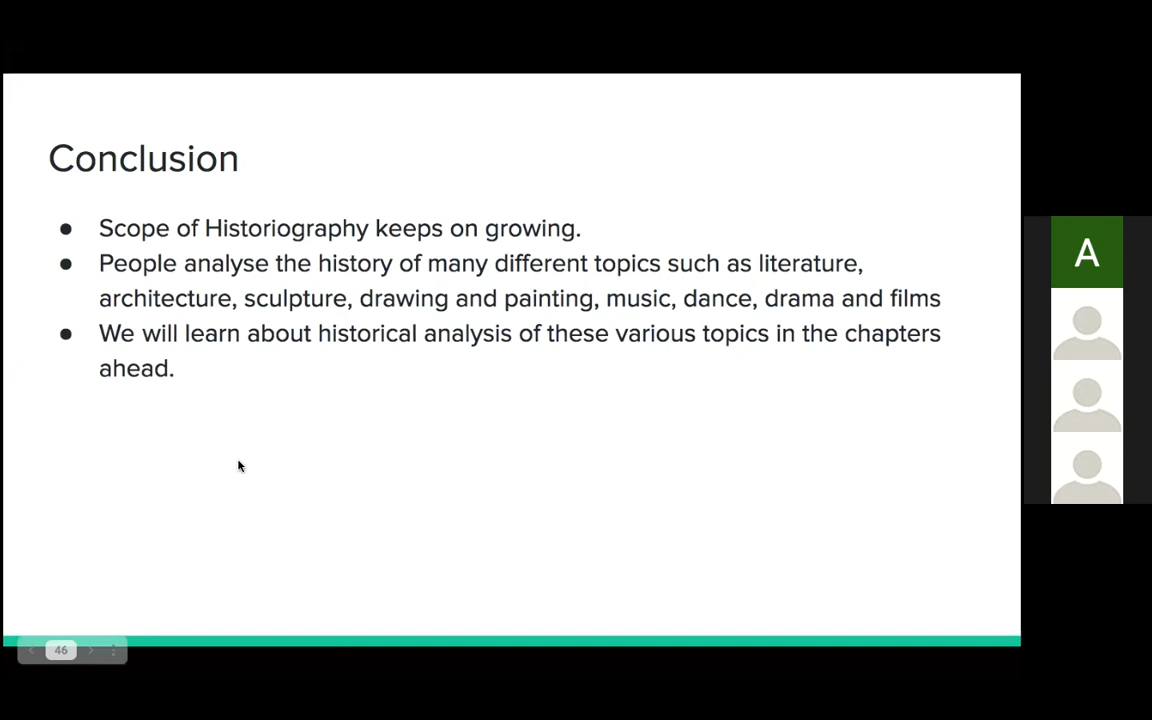 Conclusion
● Scope of Historiography keeps on growing.
● People analyse the history of many different topics such as literature,
architecture, sculpture, drawing and painting, music, dance, drama and films
● We will learn about historical analysis of these various topics in the chapters
ahead.
A
46